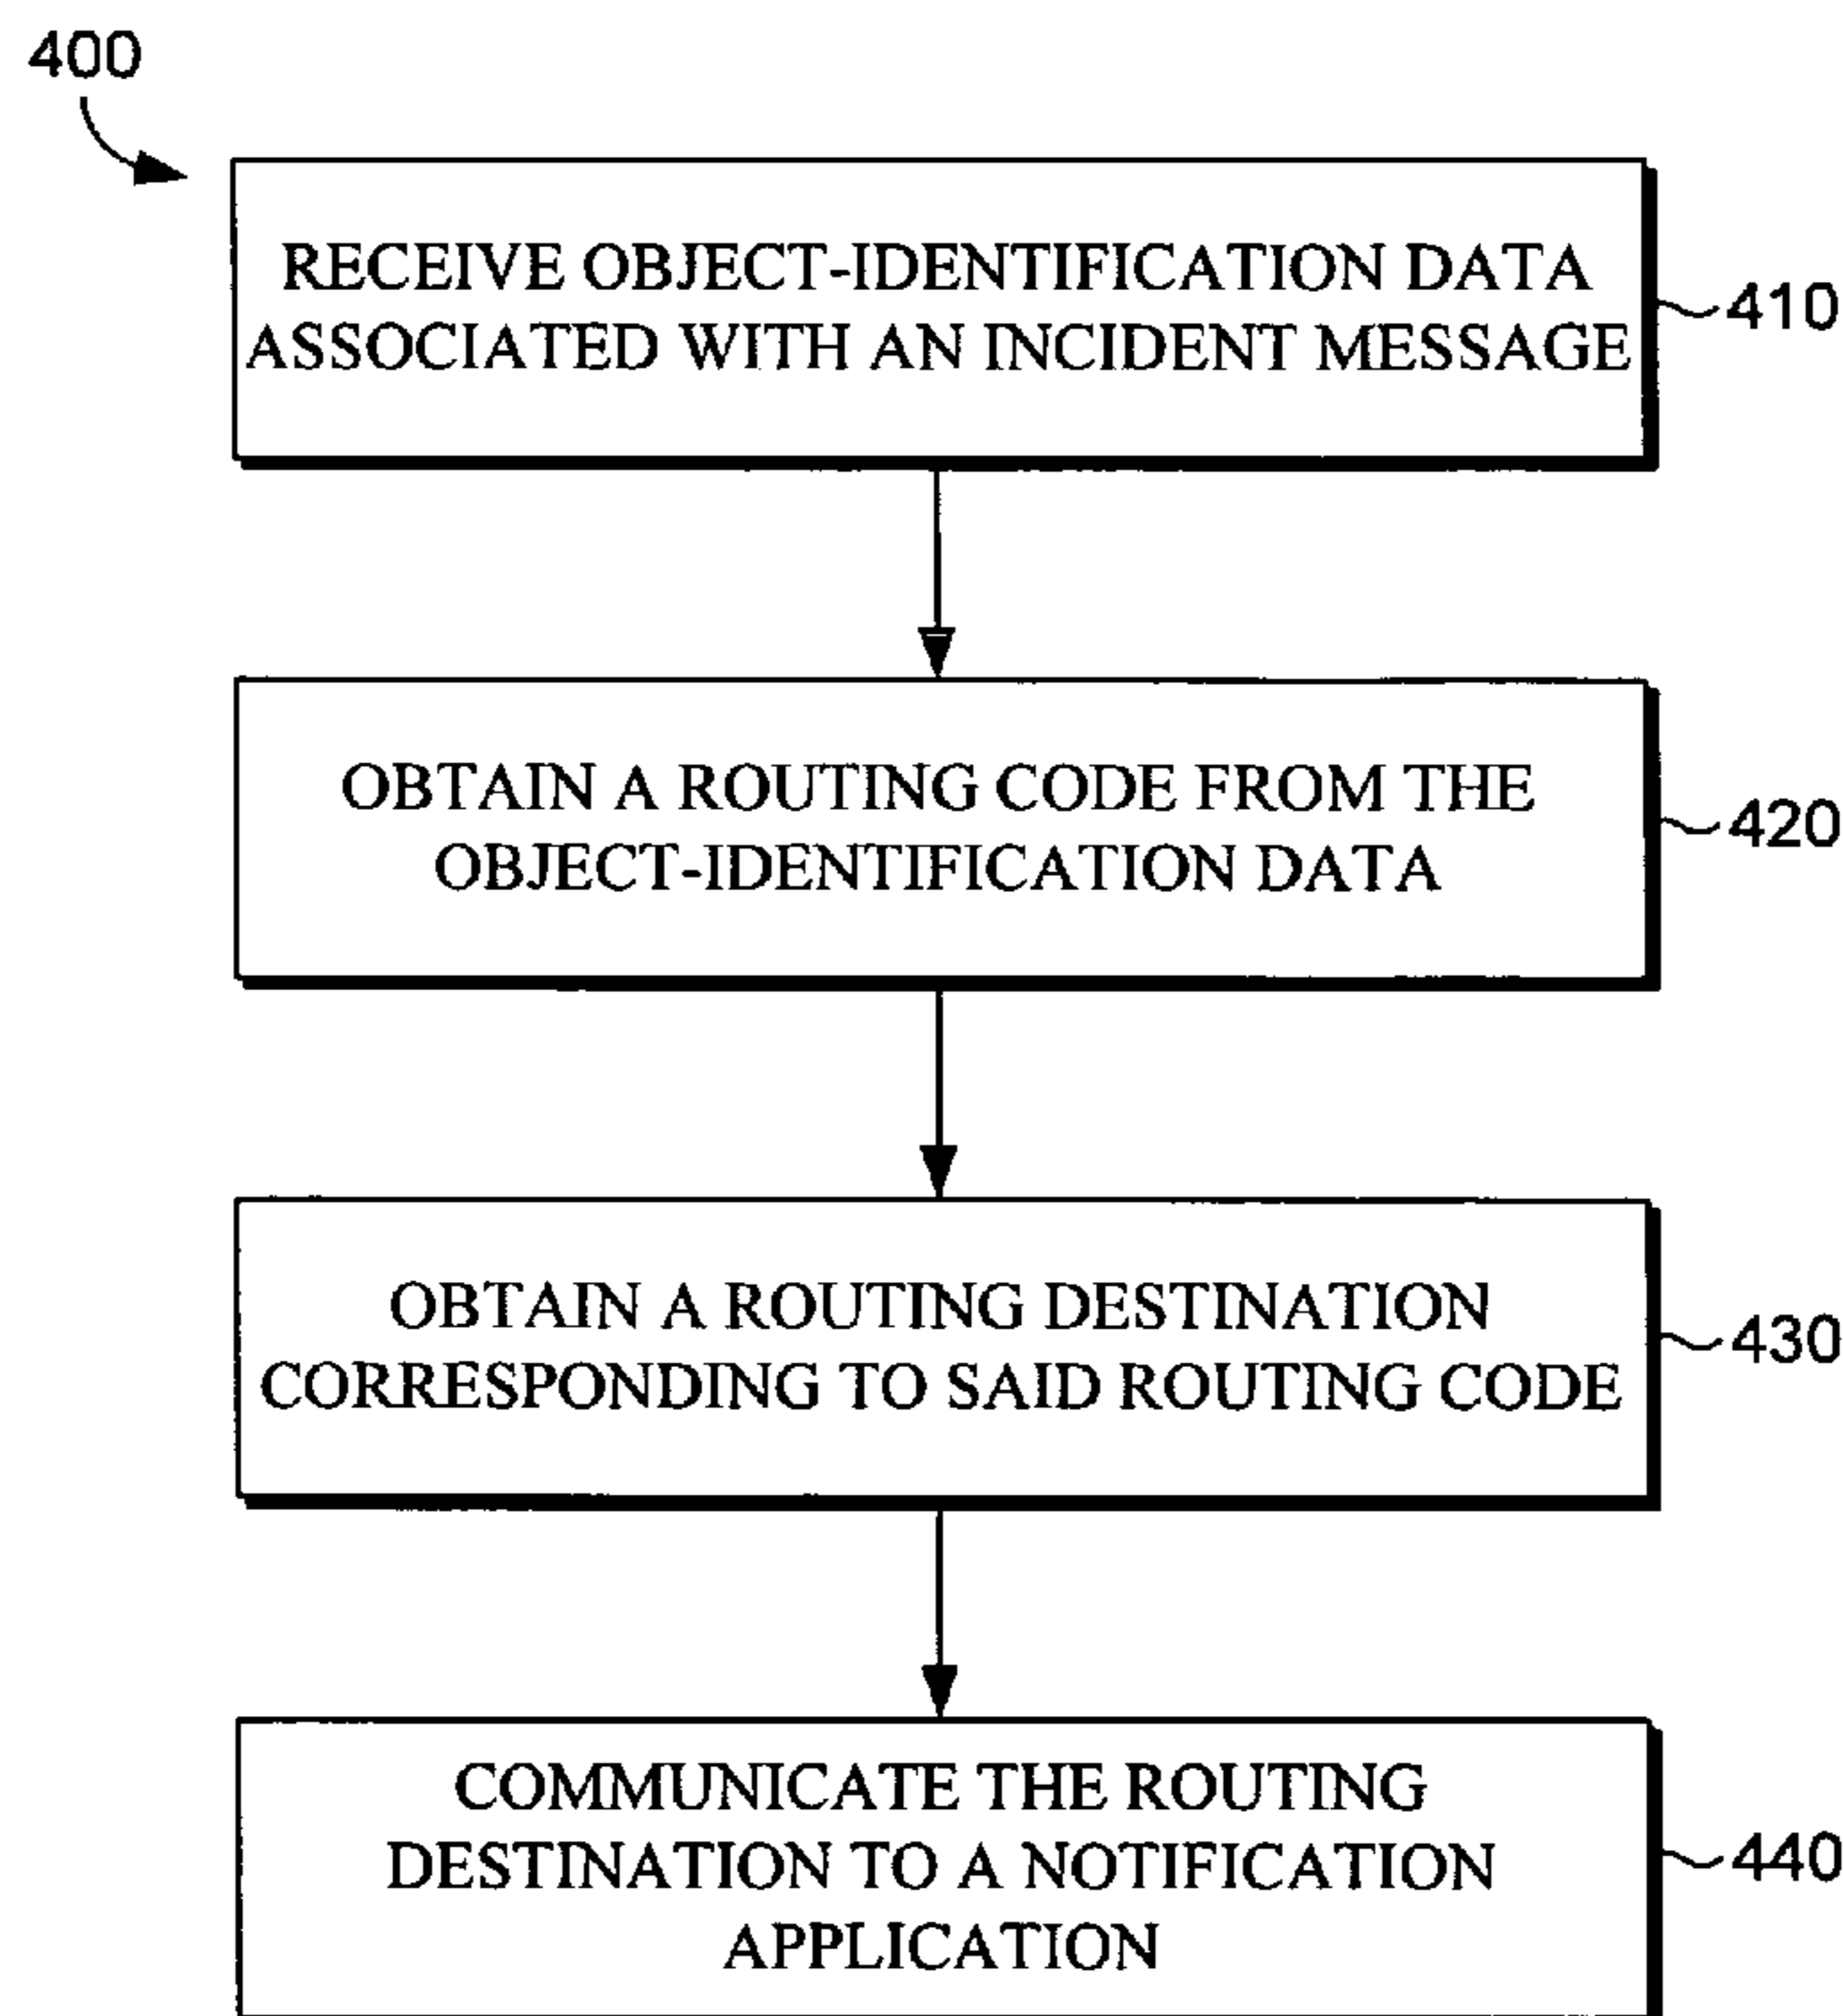 400
RECEIVE OBJECT-IDENTIFICATION DATA
ASSOCIATED WITH AN INCIDENT MESSAGE
410
OBTAIN A ROUTING CODE FROM THE
OBJECT-IDENTIFICATION DATA
420
OBTAIN A ROUTING DESTINATION
CORRESPONDING TO SAID ROUTING CODE
430
COMMUNICATE THE ROUTING
DESTINATION TO A NOTIFICATION
APPLICATION
440